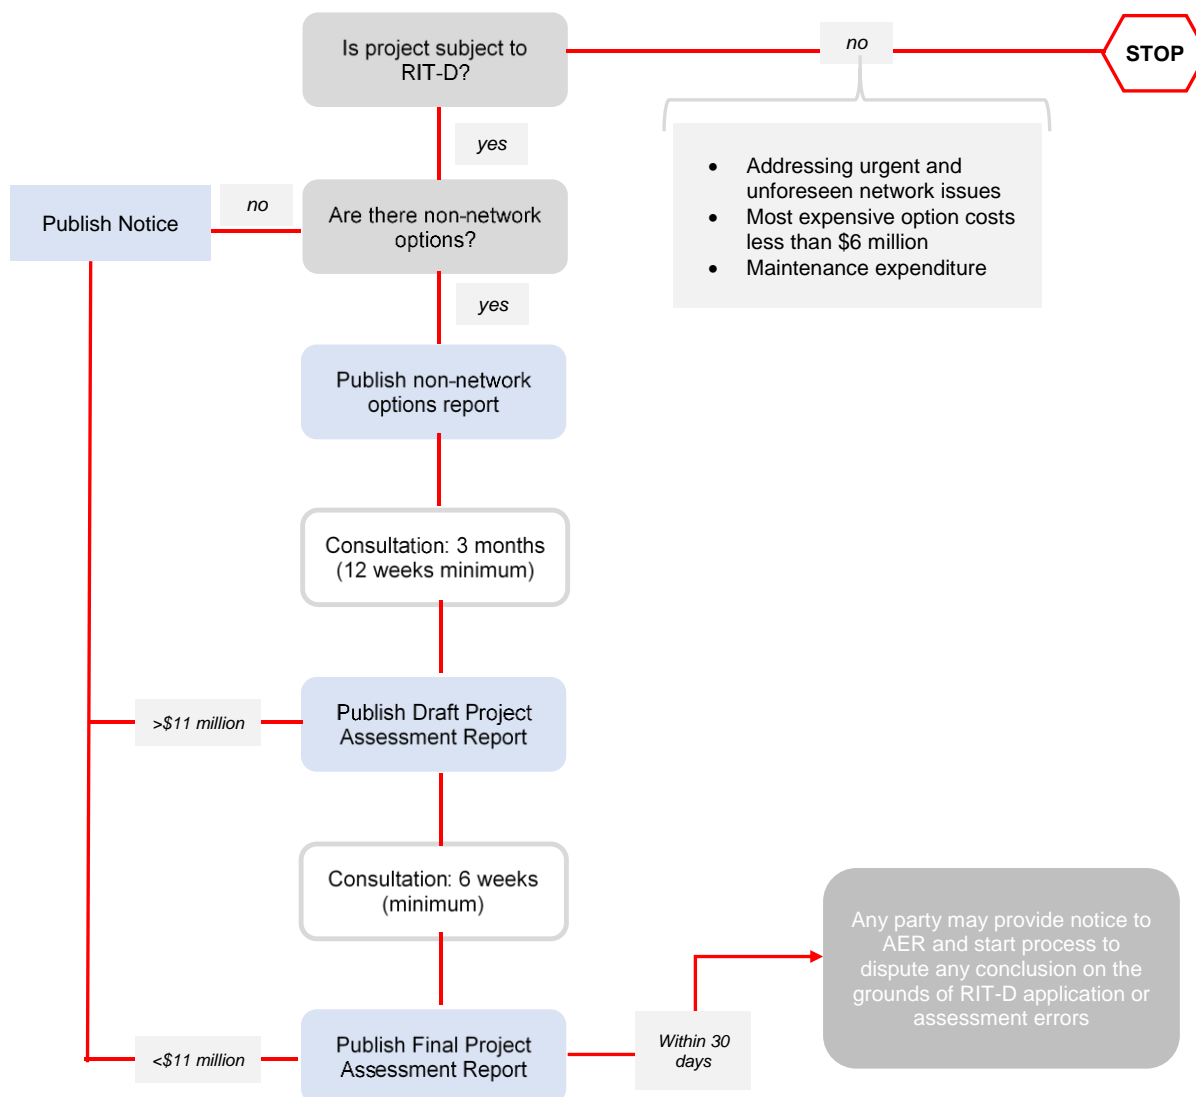 Is project subject to
RIT-D?
no
STOP
yes
• Addressing urgent and
unforeseen network issues
• Most expensive option costs
less than $6 million
• Maintenance expenditure
Publish Notice
no
Are there non-network
options?
yes
Publish non-network
options report
Consultation: 3 months
(12 weeks minimum)
>$11 million
Publish Draft Project
Assessment Report
Consultation: 6 weeks
(minimum)
Any party may provide notice to
AER and start process to
dispute any conclusion on the
grounds of RIT-D application or
assessment errors
<$11 million
Publish Final Project
Assessment Report
Within 30
days